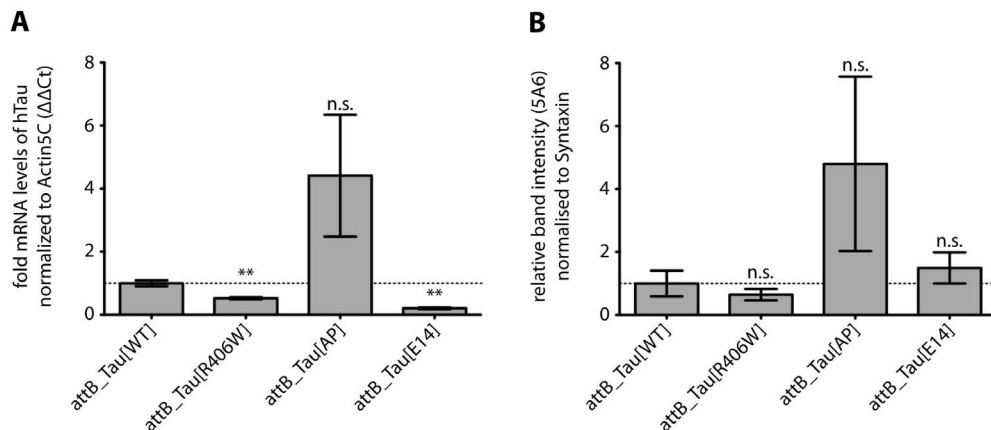 A
fold mRNA levels of hTau
normalized to Actin5C (ΔΔCt)
8
6
4
2
0
**
n.s.
**
attB_Tau[WT]
attB_Tau[R406W]
attB_Tau[AP]
attB_Tau[E14]
B
relative band intensity (5A6)
normalised to Syntaxin
8
6
4
2
0
n.s.
n.s.
n.s.
attB_Tau[WT]
attB_Tau[R406W]
attB_Tau[AP]
attB_Tau[E14]